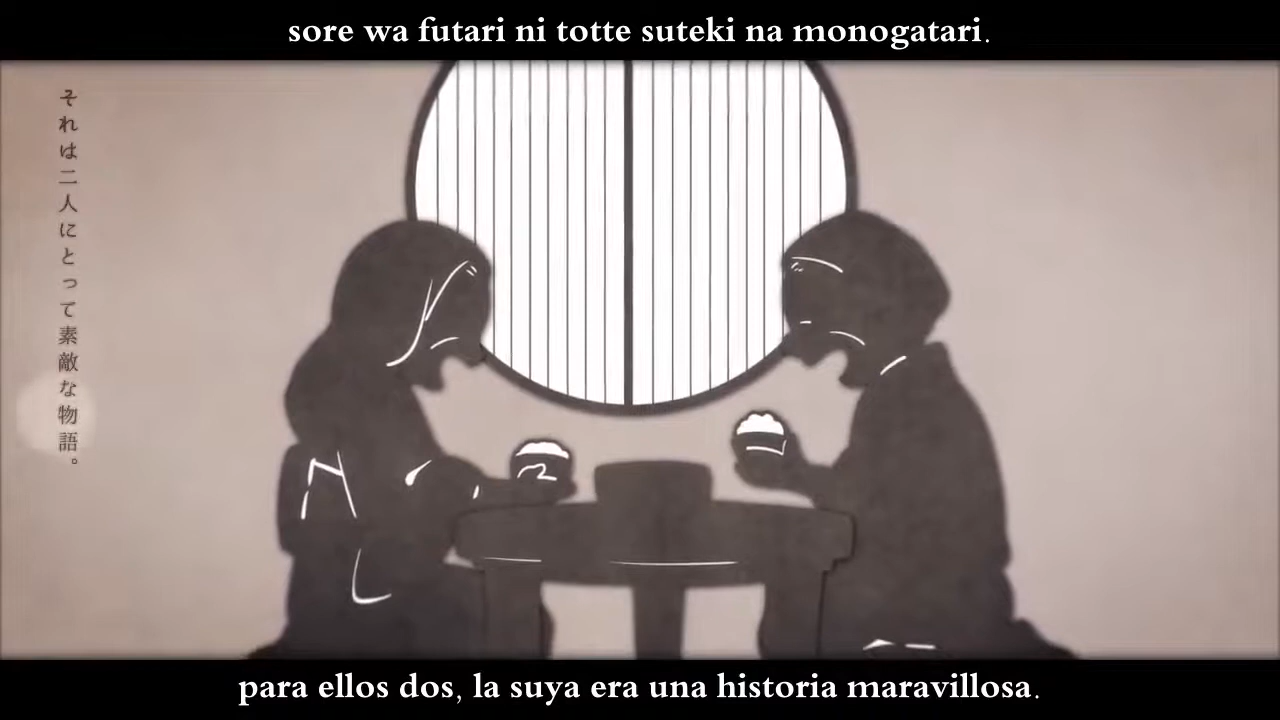 sore wa futari ni totte suteki na monogatari.
それは二人にとって素敵な物語。
para ellos dos, la suya era una historia maravillosa.